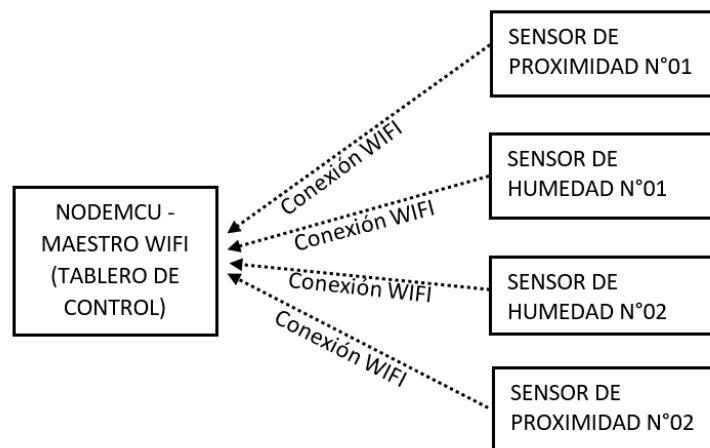 NODEMCU -
MAESTRO WIFI
(TABLERO DE
CONTROL)
Conexión WIFI
Conexión WIFI
Conexión WIFI
Conexión WIFI
SENSOR DE
PROXIMIDAD N°01
SENSOR DE
HUMEDAD N°01
SENSOR DE
HUMEDAD N°02
SENSOR DE
PROXIMIDAD N°02